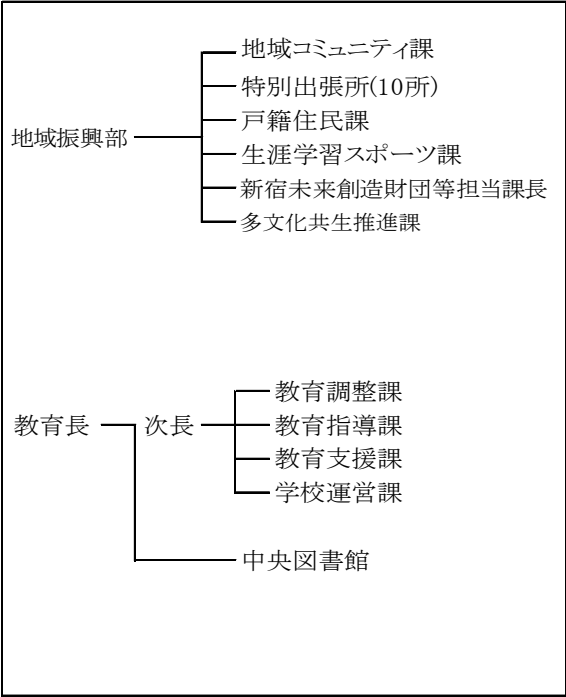 地域コミュニティ課
特別出張所(10所)
戸籍住民課
地域振興部
生涯学習スポーツ課
新宿未来創造財団等担当課長
多文化共生推進課
教育調整課
教育長 次長 教育指導課
教育支援課
学校運営課
中央図書館